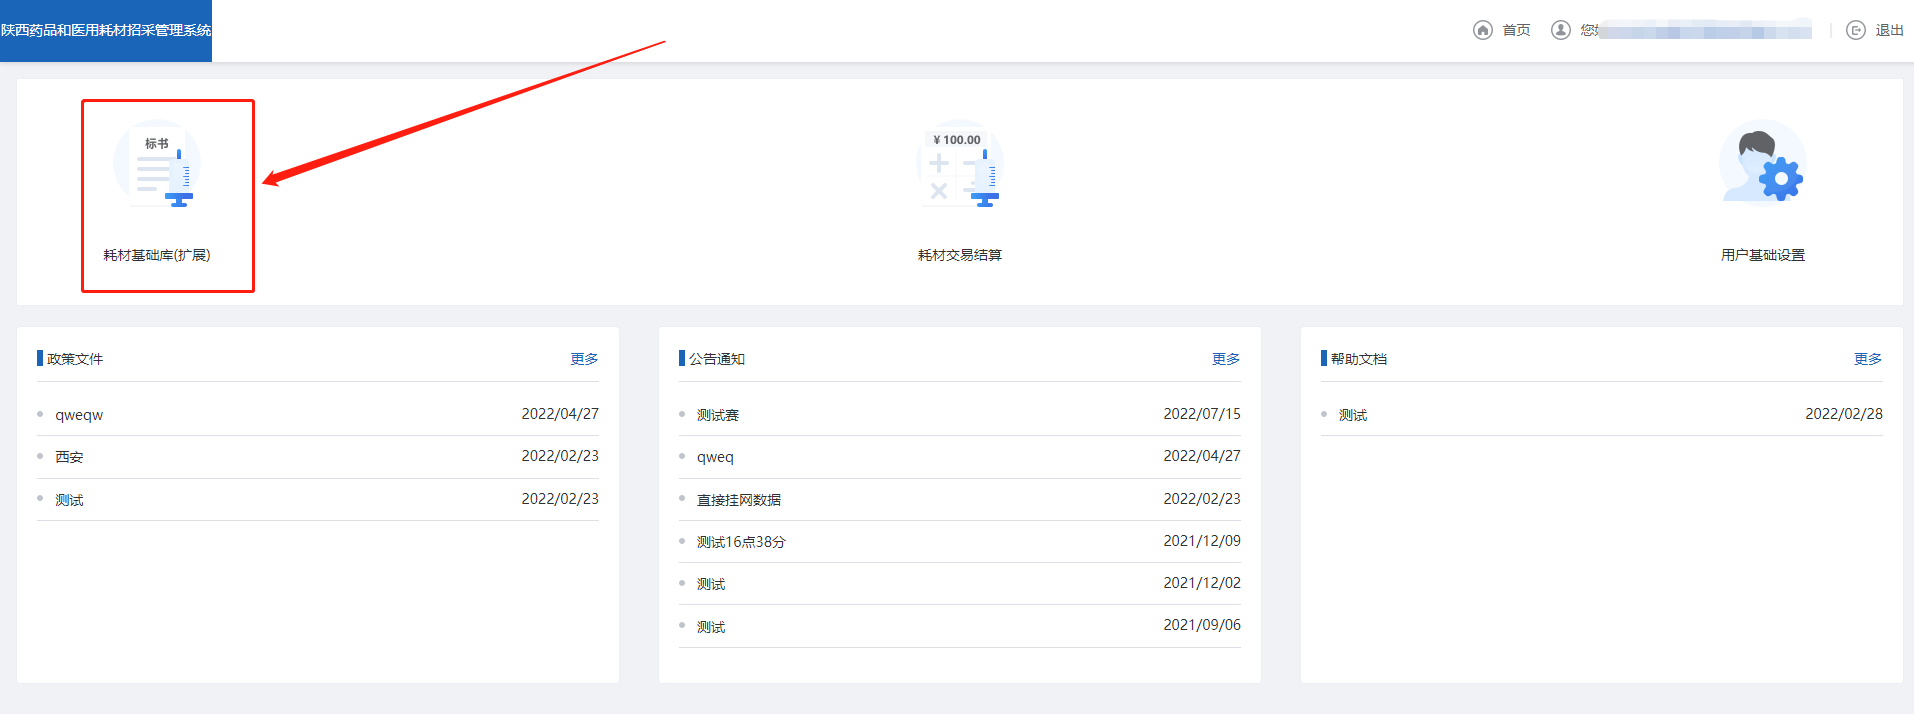 陕西药品和医用耗材招采管理系统
首页
您
退出
标书
¥ 100.00
耗材基础库(扩展)
耗材交易结算
用户基础设置
政策文件 更多
qweqw 2022/04/27
西安 2022/02/23
测试 2022/02/23
公告通知 更多
测试赛 2022/07/15
qweq 2022/04/27
直接挂网数据 2022/02/23
测试16点38分 2021/12/09
测试 2021/12/02
测试 2021/09/06
帮助文档 更多
测试 2022/02/28